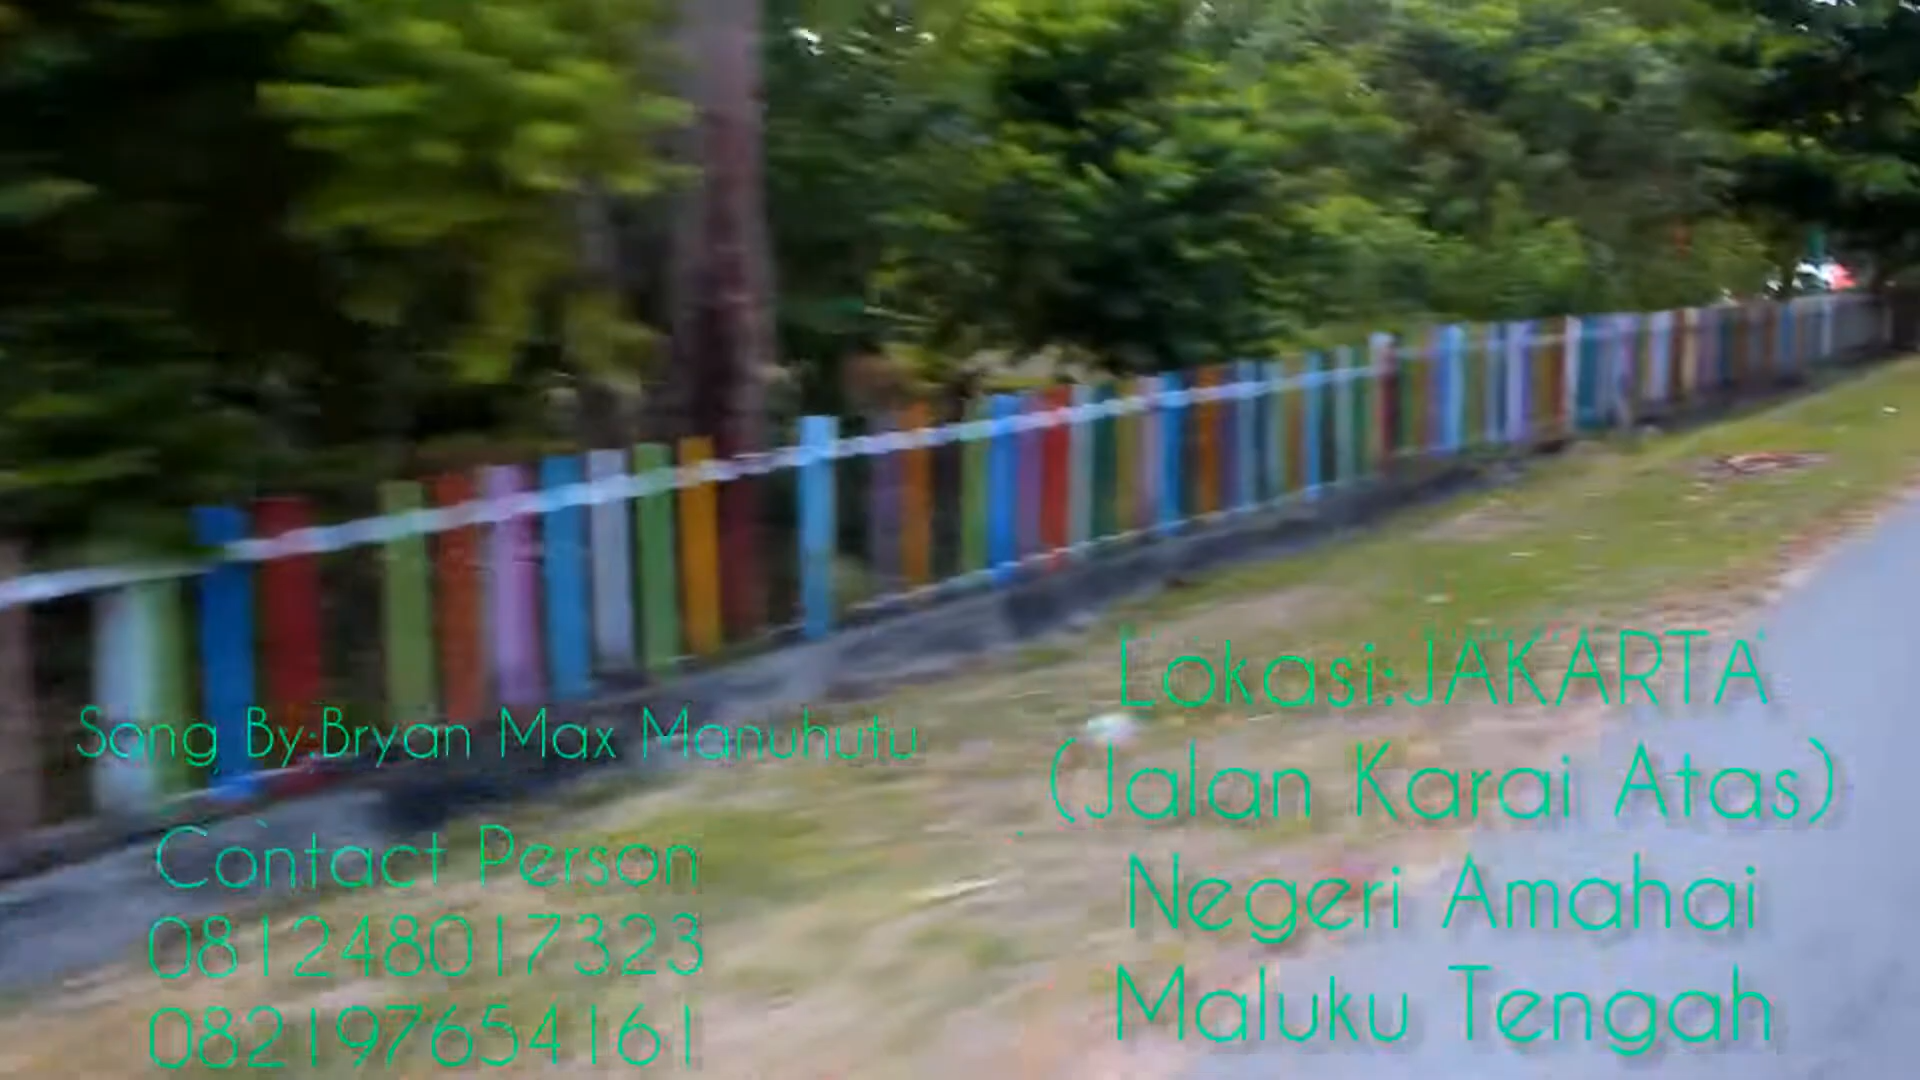 Song By:Bryan Max Manuhutu
Contact Person
081248017323
082197654161
Lokasi:JAKARTA
(Jalan Karai Atas)
Negeri Amahai
Maluku Tengah